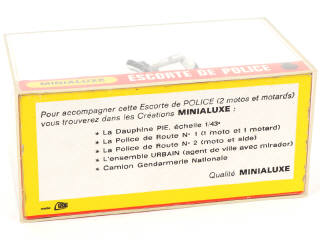 MINIALUXE
ESCORTE DE POLICE
Pour accompagner cette Escorte de POLICE (2 motos et motards)
vous trouverez dans les Créations MINIALUXE:
* La Dauphine PIE, échelle 1/43e
* La Police de Route N° 1 (1 moto et 1 motard)
* La Police de Route N° 2 (moto et side)
* L'ensemble URBAIN (agent de ville avec mirador)
* Camion Gendarmerie Nationale
Qualité MINIALUXE